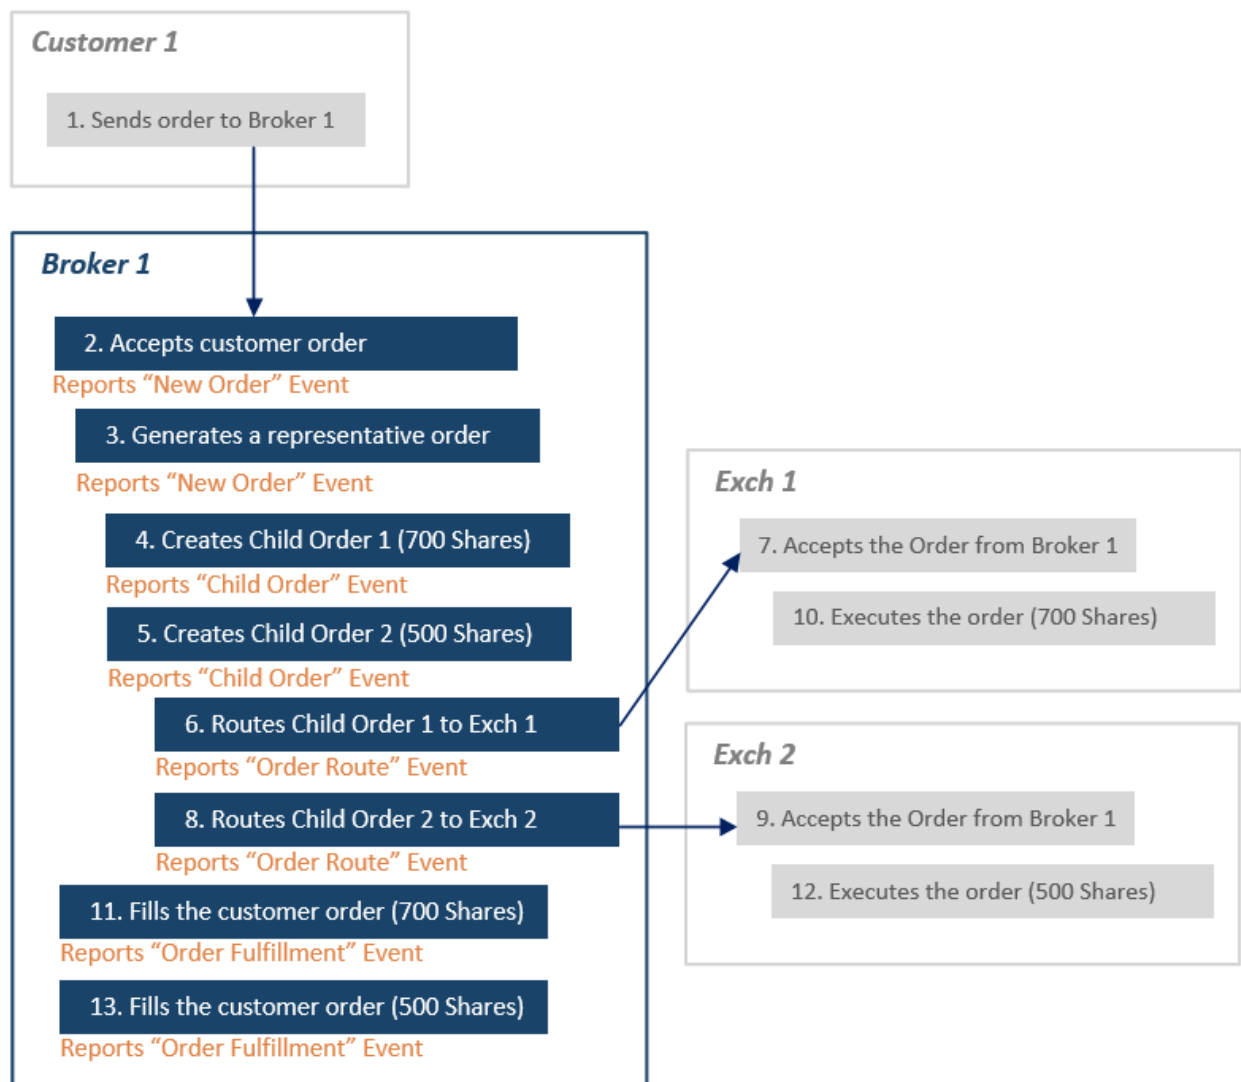 Customer 1
1. Sends order to Broker 1
Broker 1
2. Accepts customer order
Reports “New Order” Event
3. Generates a representative order
Reports “New Order” Event
4. Creates Child Order 1 (700 Shares)
Reports “Child Order” Event
5. Creates Child Order 2 (500 Shares)
Reports “Child Order” Event
6. Routes Child Order 1 to Exch 1
Reports “Order Route” Event
8. Routes Child Order 2 to Exch 2
Reports “Order Route” Event
11. Fills the customer order (700 Shares)
Reports “Order Fulfillment” Event
13. Fills the customer order (500 Shares)
Reports “Order Fulfillment” Event
Exch 1
7. Accepts the Order from Broker 1
10. Executes the order (700 Shares)
Exch 2
9. Accepts the Order from Broker 1
12. Executes the order (500 Shares)